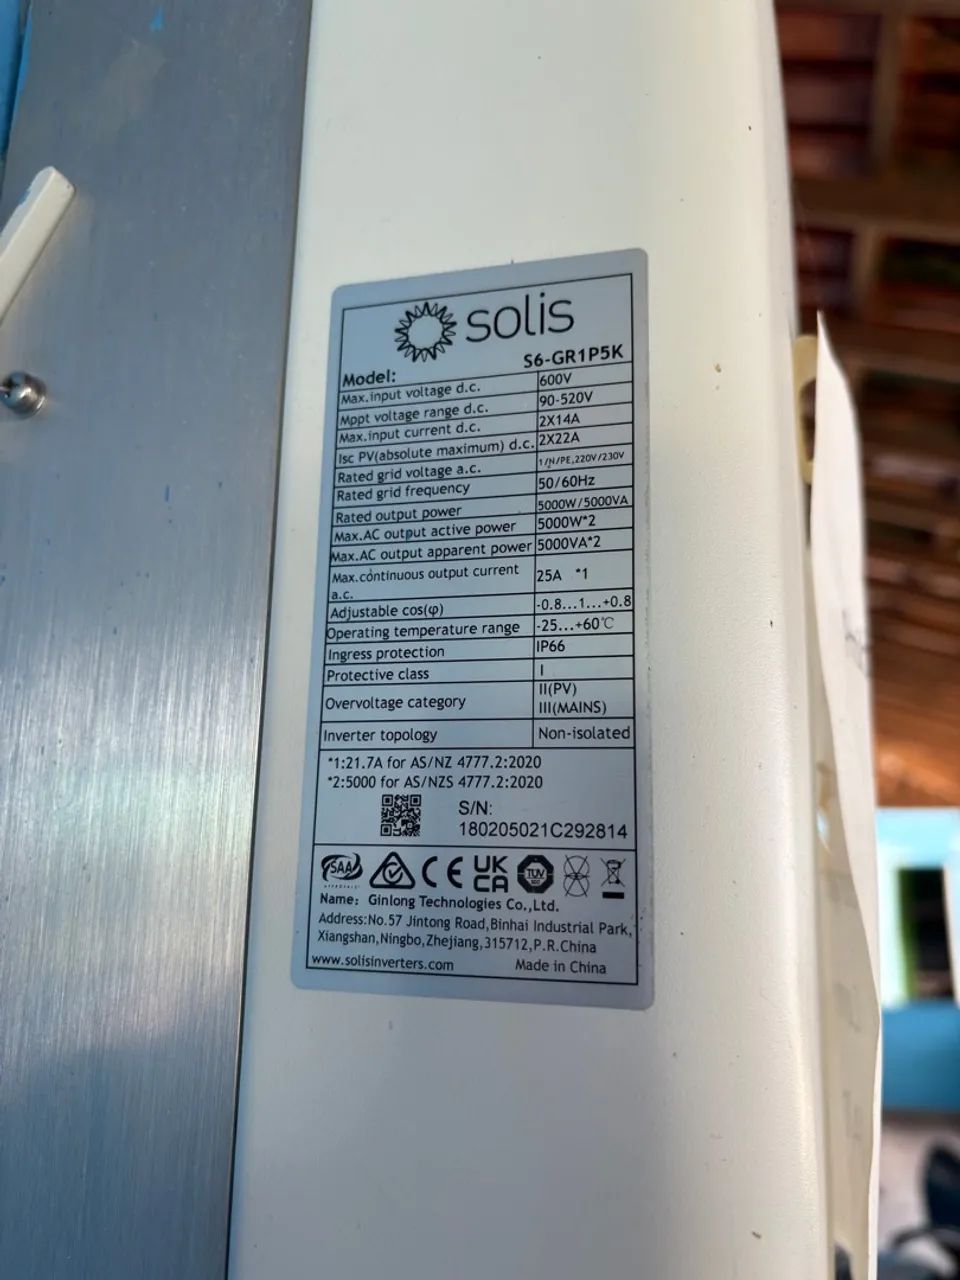 solis
Model: S6-GR1P5K
Max.input voltage d.c. 600V
Mppt voltage range d.c. 90-520V
Max.input current d.c. 2X14A
Isc PV(absolute maximum) d.c. 2X22A
Rated grid voltage a.c. 1/N/PE,220V/230V
Rated grid frequency 50/60Hz
Rated output power 5000W/5000VA
Max.AC output active power 5000W*2
Max.AC output apparent power 5000VA*2
Max.continuous output current
a.c. 25A *1
Adjustable cos(φ) -0.8...1...+0.8
Operating temperature range -25...+60℃
Ingress protection IP66
Protective class I
Overvoltage category II(PV)
III(MAINS)
Inverter topology Non-isolated
*1:21.7A for AS/NZ 4777.2:2020
*2:5000 for AS/NZS 4777.2:2020
S/N:
180205021C292814
SAA CE UK CA TUV
Name: Ginlong Technologies Co.,Ltd.
Address:No.57 Jintong Road,Binhai Industrial Park,
Xiangshan,Ningbo,Zhejiang,315712,P.R.China
www.solisinverters.com Made in China